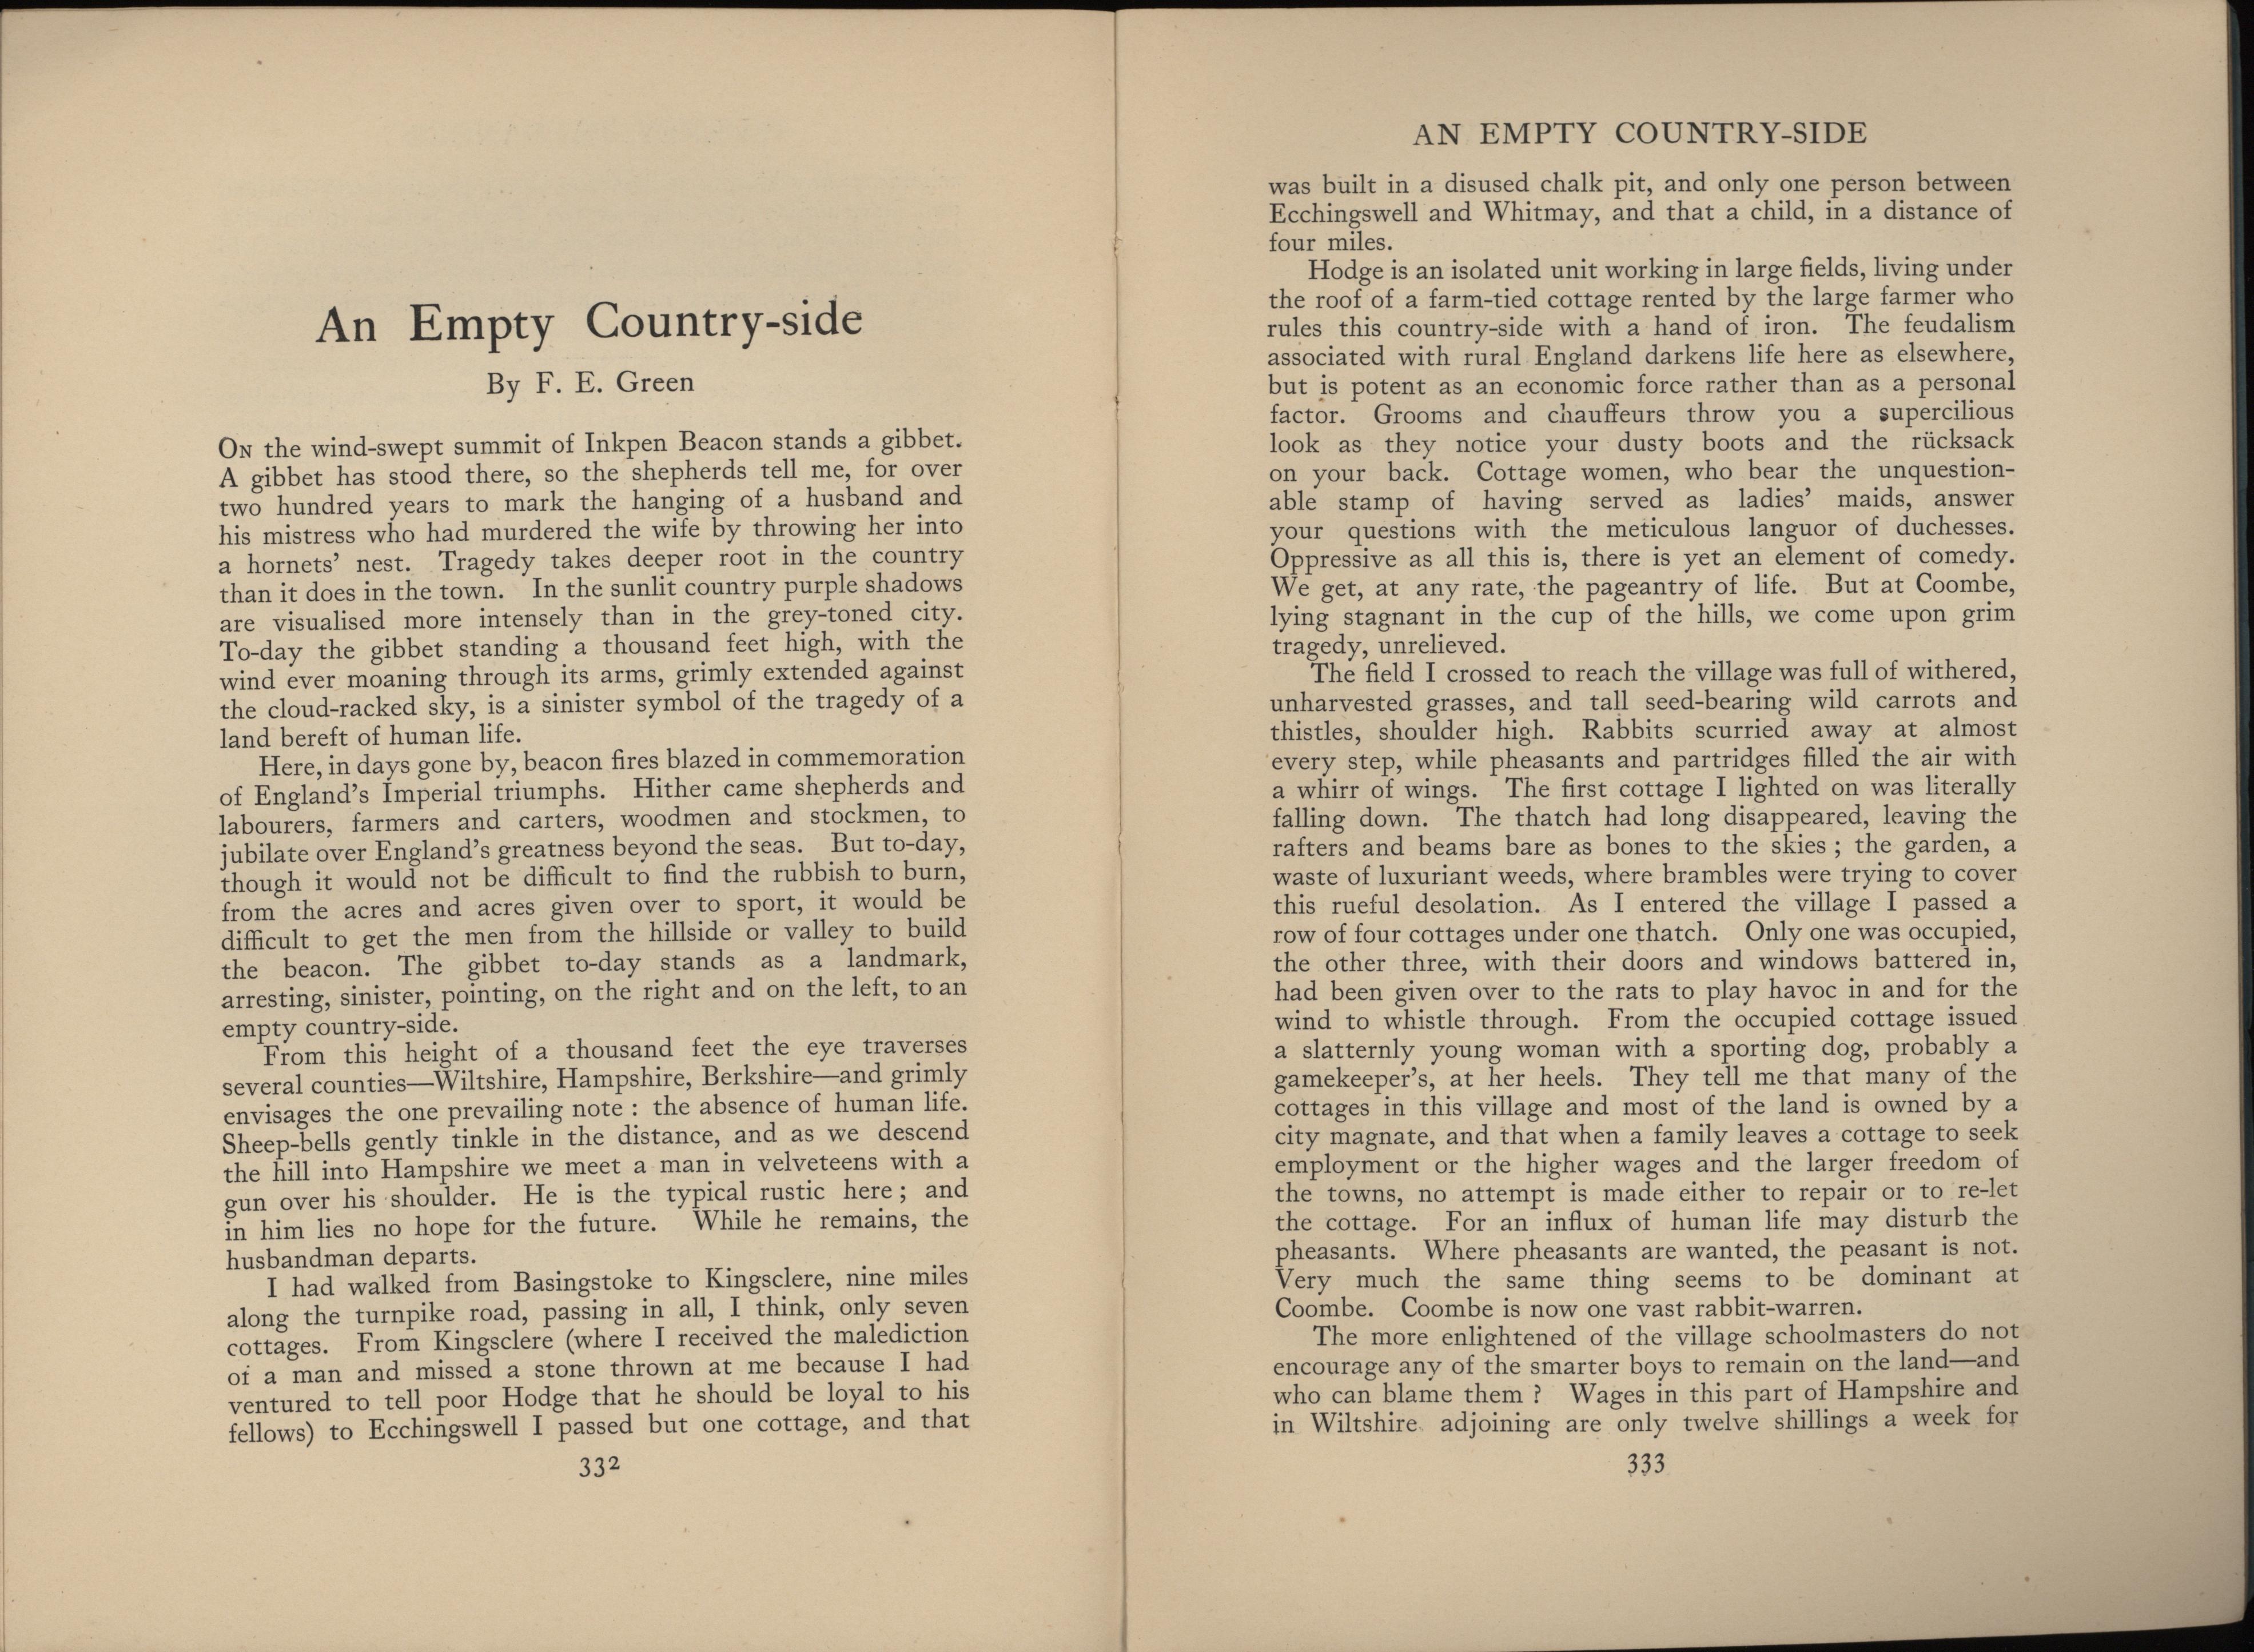 An Empty Country-side
By F. E. Green
ON the wind-swept summit of Inkpen Beacon stands a gibbet.
A gibbet has stood there, so the shepherds tell me, for over
two hundred years to mark the hanging of a husband and
his mistress who had murdered the wife by throwing her into
a hornets' nest. Tragedy takes deeper root in the country
than it does in the town. In the sunlit country purple shadows
are visualised more intensely than in the grey-toned city.
To-day the gibbet standing a thousand feet high, with the
wind ever moaning through its arms, grimly extended against
the cloud-racked sky, is a sinister symbol of the tragedy of a
land bereft of human life.
Here, in days gone by, beacon fires blazed in commemoration
of England's Imperial triumphs. Hither came shepherds and
labourers, farmers and carters, woodmen and stockmen, to
jubilate over England's greatness beyond the seas. But to-day,
though it would not be difficult to find the rubbish to burn,
from the acres and acres given over to sport, it would be
difficult to get the men from the hillside or valley to build
the beacon. The gibbet to-day stands as a landmark,
arresting, sinister, pointing, on the right and on the left, to an
empty country-side.
From this height of a thousand feet the eye traverses
several counties—Wiltshire, Hampshire, Berkshire—and grimly
envisages the one prevailing note : the absence of human life.
Sheep-bells gently tinkle in the distance, and as we descend
the hill into Hampshire we meet a man in velveteens with a
gun over his shoulder. He is the typical rustic here ; and
in him lies no hope for the future. While he remains, the
husbandman departs.
I had walked from Basingstoke to Kingsclere, nine miles
along the turnpike road, passing in all, I think, only seven
cottages. From Kingsclere (where I received the malediction
of a man and missed a stone thrown at me because I had
ventured to tell poor Hodge that he should be loyal to his
fellows) to Ecchingswell I passed but one cottage, and that
332
AN EMPTY COUNTRY-SIDE
was built in a disused chalk pit, and only one person between
Ecchingswell and Whitmay, and that a child, in a distance of
four miles.
Hodge is an isolated unit working in large fields, living under
the roof of a farm-tied cottage rented by the large farmer who
rules this country-side with a hand of iron. The feudalism
associated with rural England darkens life here as elsewhere,
but is potent as an economic force rather than as a personal
factor. Grooms and chauffeurs throw you a supercilious
look as they notice your dusty boots and the rücksack
on your back. Cottage women, who bear the unquestion-
able stamp of having served as ladies' maids, answer
your questions with the meticulous languor of duchesses.
Oppressive as all this is, there is yet an element of comedy.
We get, at any rate, the pageantry of life. But at Coombe,
lying stagnant in the cup of the hills, we come upon grim
tragedy, unrelieved.
The field I crossed to reach the village was full of withered,
unharvested grasses, and tall seed-bearing wild carrots and
thistles, shoulder high. Rabbits scurried away at almost
every step, while pheasants and partridges filled the air with
a whirr of wings. The first cottage I lighted on was literally
falling down. The thatch had long disappeared, leaving the
rafters and beams bare as bones to the skies ; the garden, a
waste of luxuriant weeds, where brambles were trying to cover
this rueful desolation. As I entered the village I passed a
row of four cottages under one thatch. Only one was occupied,
the other three, with their doors and windows battered in,
had been given over to the rats to play havoc in and for the
wind to whistle through. From the occupied cottage issued
a slatternly young woman with a sporting dog, probably a
gamekeeper's, at her heels. They tell me that many of the
cottages in this village and most of the land is owned by a
city magnate, and that when a family leaves a cottage to seek
employment or the higher wages and the larger freedom of
the towns, no attempt is made either to repair or to re-let
the cottage. For an influx of human life may disturb the
pheasants. Where pheasants are wanted, the peasant is not.
Very much the same thing seems to be dominant at
Coombe. Coombe is now one vast rabbit-warren.
The more enlightened of the village schoolmasters do not
encourage any of the smarter boys to remain on the land—and
who can blame them ? Wages in this part of Hampshire and
in Wiltshire adjoining are only twelve shillings a week for
333